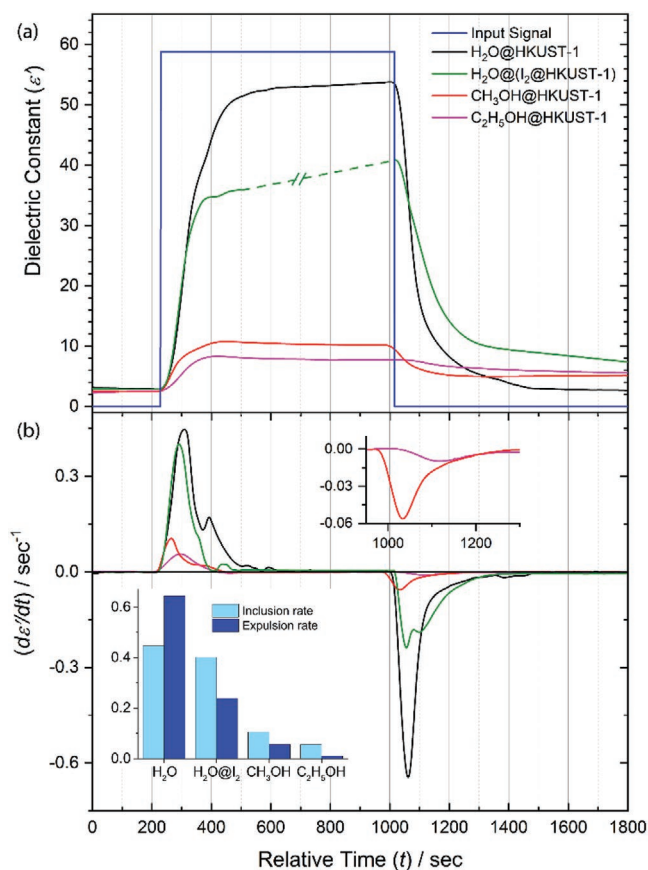 (a)
Input Signal
H₂O@HKUST-1
H₂O@(I₂@HKUST-1)
CH₃OH@HKUST-1
C₂H₅OH@HKUST-1
Dielectric Constant (ε′)
60
50
40
30
20
10
0
(b)
(dε′/dt) / sec⁻¹
0.3
0.0
-0.3
-0.6
0.00
-0.03
-0.06
1000 1200
Inclusion rate
Expulsion rate
0.6
0.4
0.2
0.0
H₂O H₂O@I₂ CH₃OH C₂H₅OH
0 200 400 600 800 1000 1200 1400 1600 1800
Relative Time (t) / sec